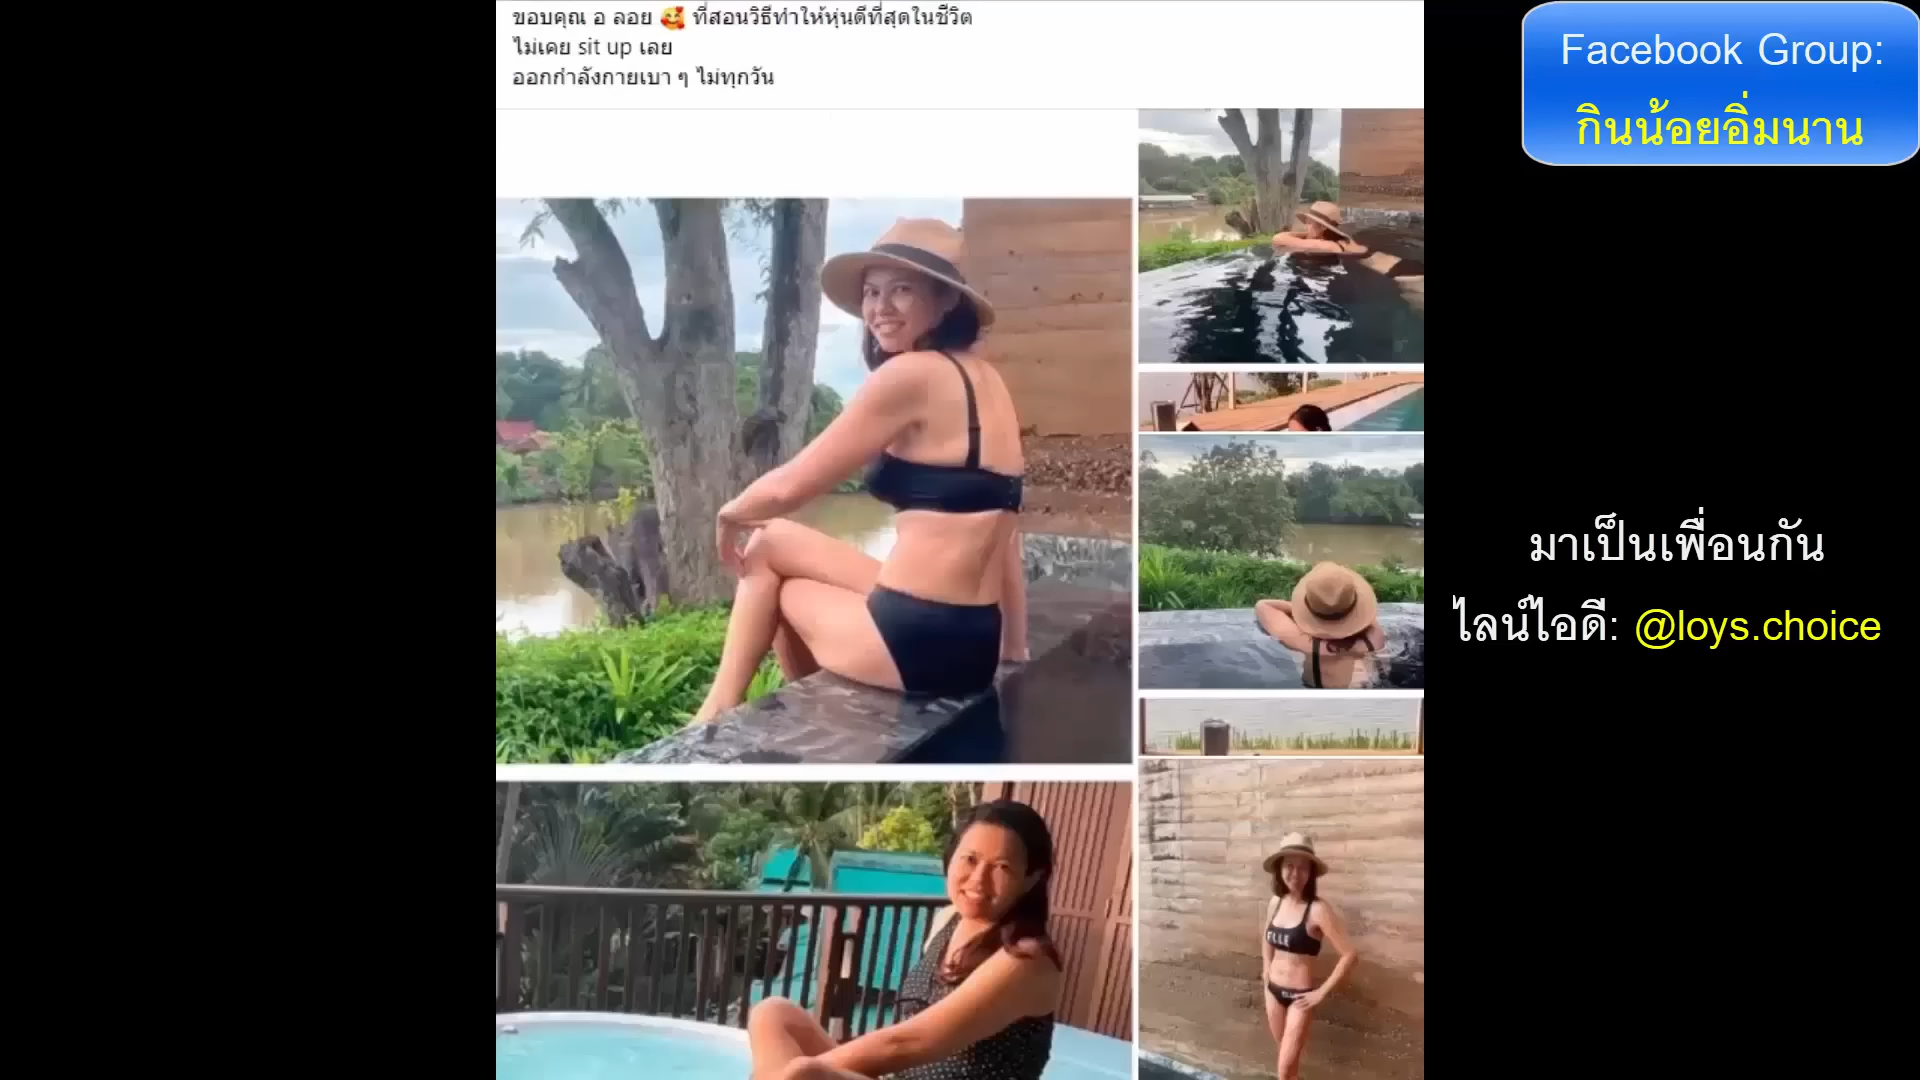 ขอบคุณ อ ลอย 🥰 ที่สอนวิธีทำให้หุ่นดีที่สุดในชีวิต
ไม่เคย sit up เลย
ออกกำลังกายเบา ๆ ไม่ทุกวัน
Facebook Group:
กินน้อยอิ่มนาน
มาเป็นเพื่อนกัน
ไลน์ไอดี: @loys.choice
ELLE